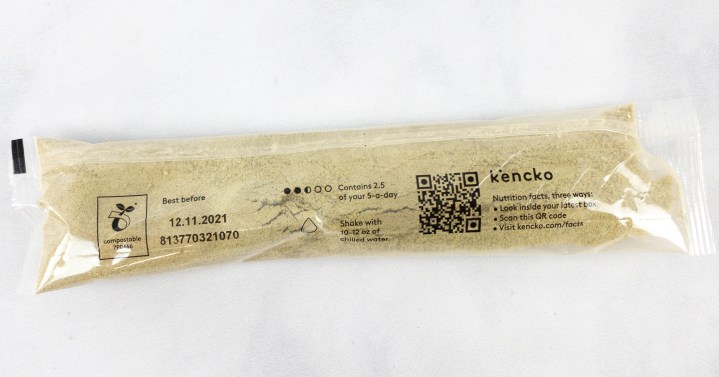 compostable
Best before
12.11.2021
813770321070
Contains 2.5
of your 5-a-day
Shake with
10-12 oz of
chilled water.
kencko
Nutrition facts, three ways:
• Look inside your latest box
• Scan this QR code
• Visit kencko.com/facts